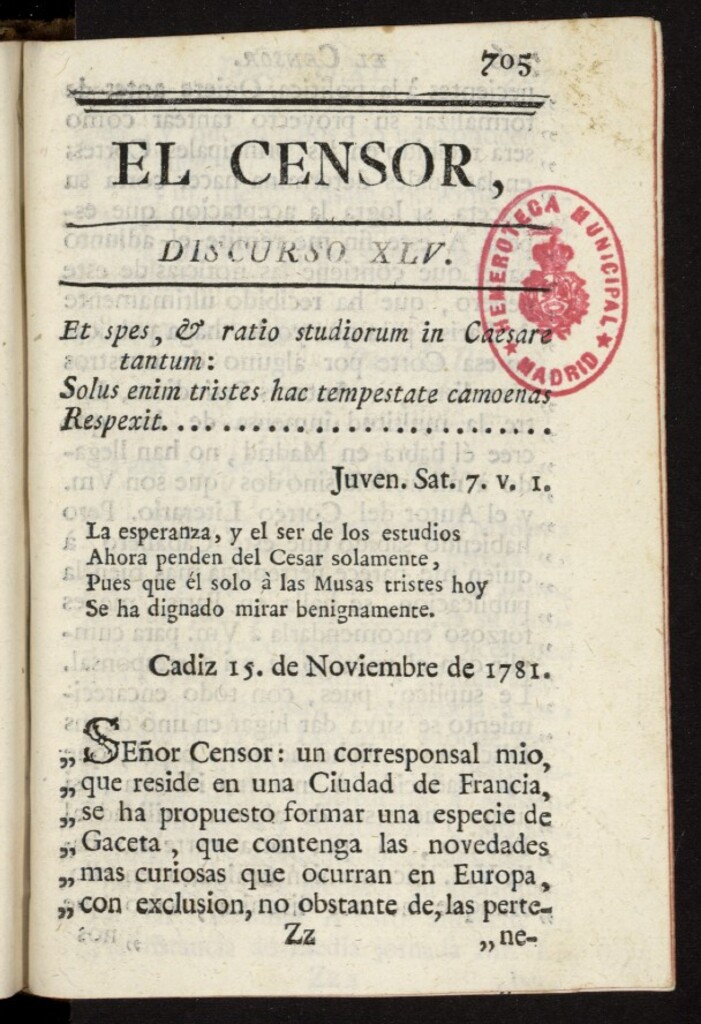 705
EL CENSOR,
DISCURSO XLV.
Et spes, & ratio studiorum in Caesare
tantum:
Solus enim tristes hac tempestate camoenas
Respexit. . . . . . . . . . . . . . . . . . . . . . . . .
Juven. Sat. 7. v. 1.
La esperanza, y el ser de los estudios
Ahora penden del Cesar solamente,
Pues que él solo à las Musas tristes hoy
Se ha dignado mirar benignamente.
Cadiz 15. de Noviembre de 1781.
„SEñor Censor: un corresponsal mio,
„que reside en una Ciudad de Francia,
„se ha propuesto formar una especie de
„Gaceta, que contenga las novedades
„mas curiosas que ocurran en Europa,
„con exclusion, no obstante de, las perte-
Zz „ne-
HEMEROTECA MUNICIPAL
★ MADRID ★